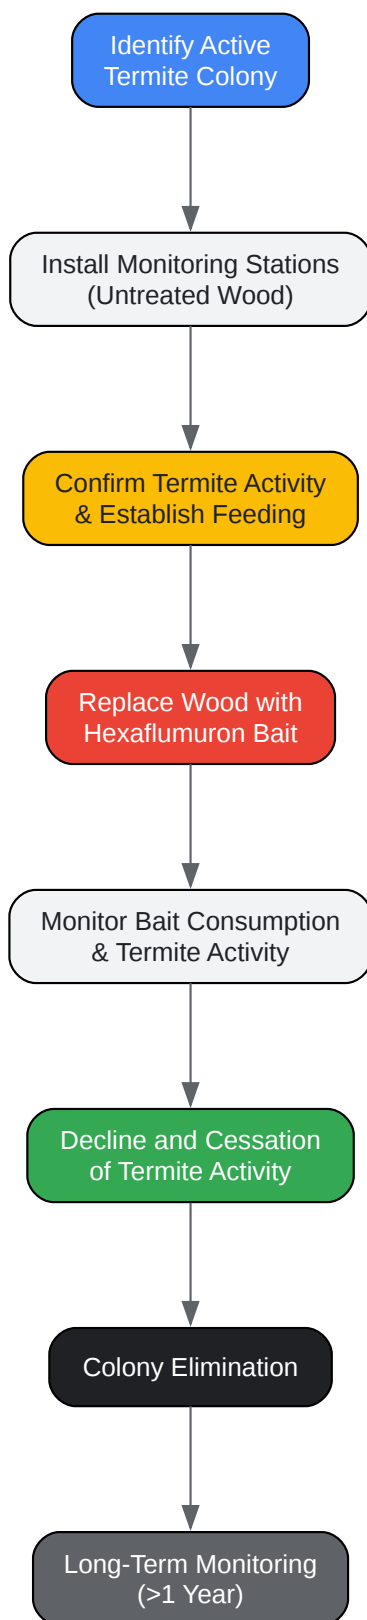 Identify Active
Termite Colony
Install Monitoring Stations
(Untreated Wood)
Confirm Termite Activity
& Establish Feeding
Replace Wood with
Hexaflumuron Bait
Monitor Bait Consumption
& Termite Activity
Decline and Cessation
of Termite Activity
Colony Elimination
Long-Term Monitoring
(>1 Year)